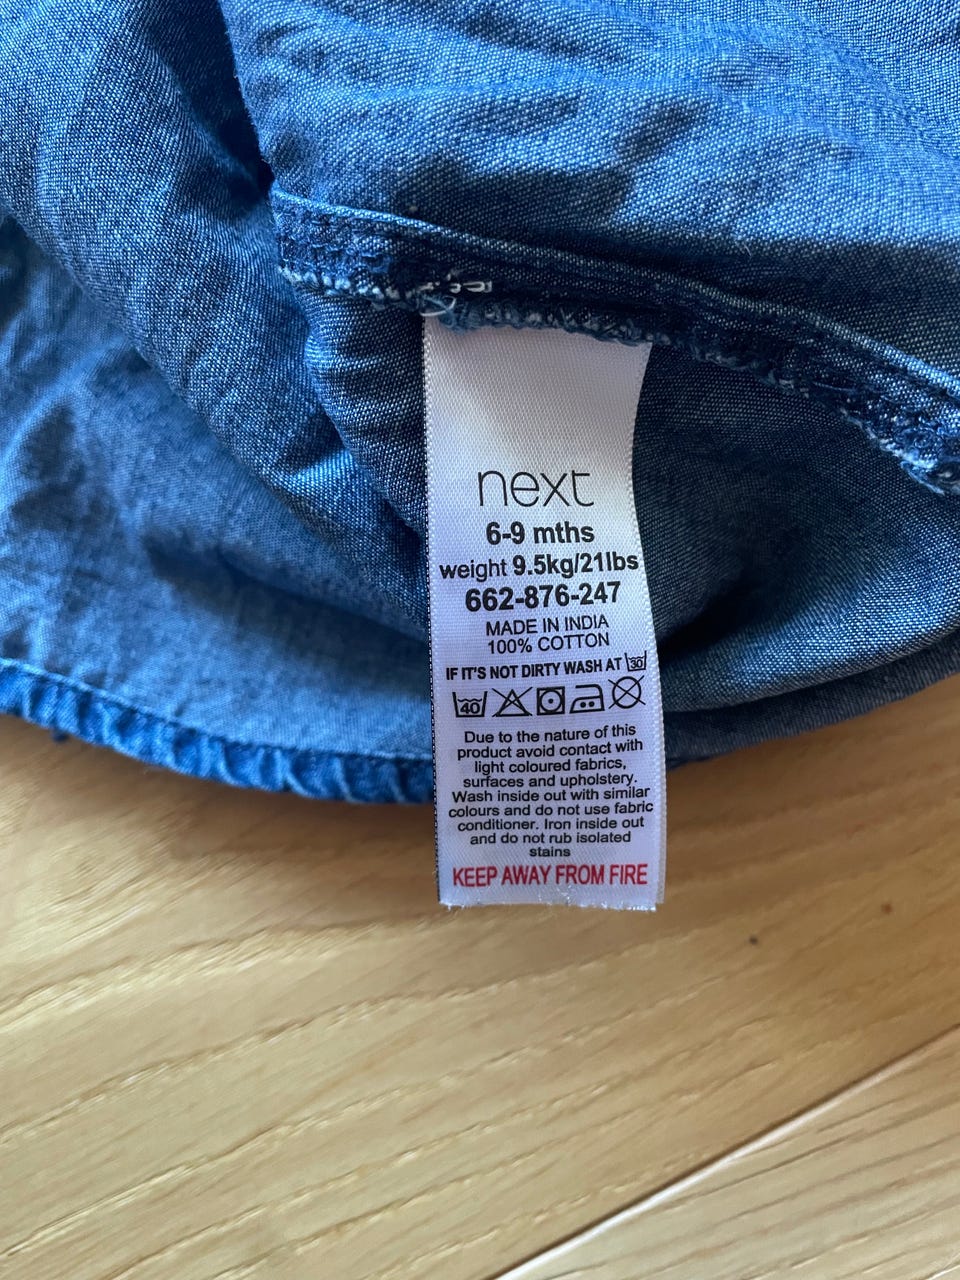 next
6-9 mths
weight 9.5kg/21lbs
662-876-247
MADE IN INDIA
100% COTTON
IF IT'S NOT DIRTY WASH AT 30
40
Due to the nature of this
product avoid contact with
light coloured fabrics,
surfaces and upholstery.
Wash inside out with similar
colours and do not use fabric
conditioner. Iron inside out
and do not rub isolated
stains
KEEP AWAY FROM FIRE